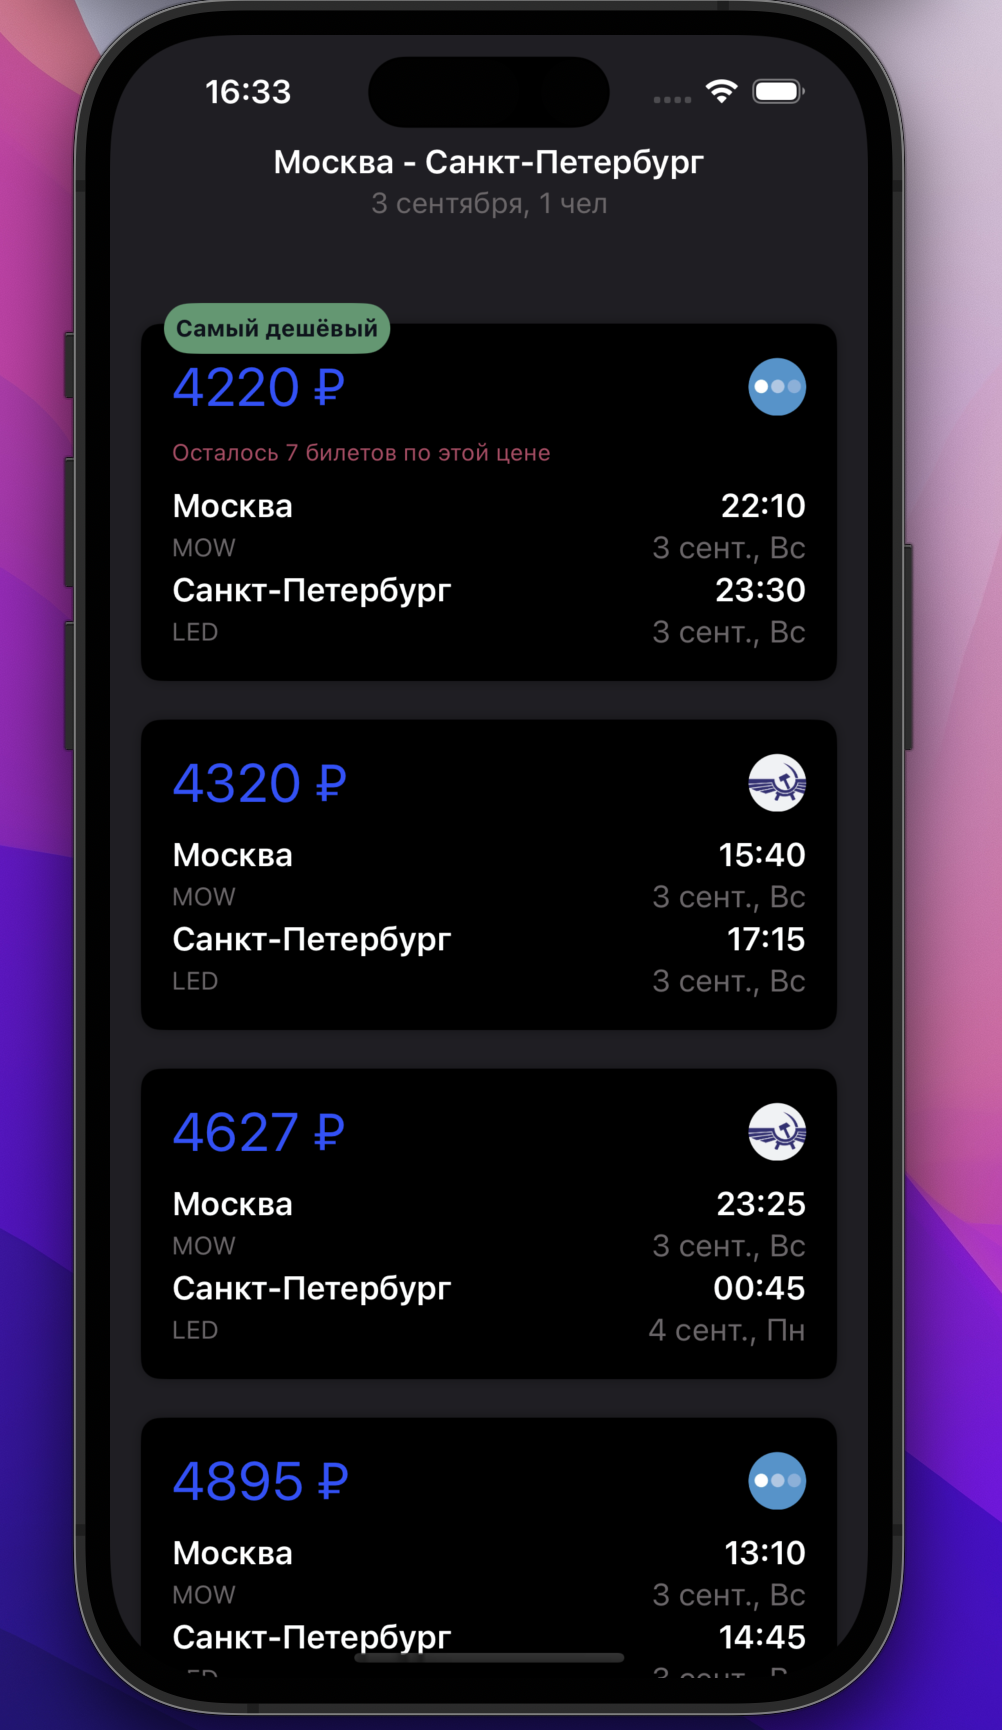 16:33
Москва - Санкт-Петербург
3 сентября, 1 чел
Самый дешёвый
4220 ₽
Осталось 7 билетов по этой цене
Москва 22:10
MOW 3 сент., Вс
Санкт-Петербург 23:30
LED 3 сент., Вс
4320 ₽
Москва 15:40
MOW 3 сент., Вс
Санкт-Петербург 17:15
LED 3 сент., Вс
4627 ₽
Москва 23:25
MOW 3 сент., Вс
Санкт-Петербург 00:45
LED 4 сент., Пн
4895 ₽
Москва 13:10
MOW 3 сент., Вс
Санкт-Петербург 14:45